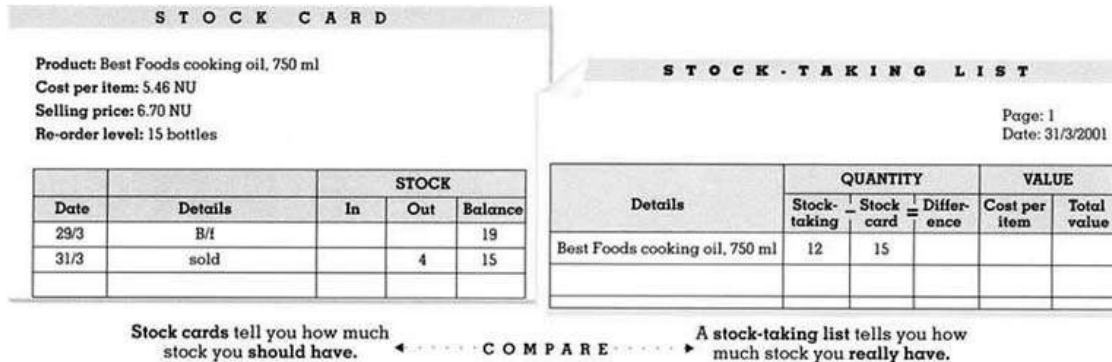 STOCK CARD
Product: Best Foods cooking oil, 750 ml
Cost per item: 5.46 NU
Selling price: 6.70 NU
Re-order level: 15 bottles
STOCK
Date Details In Out Balance
29/3 B/f 19
31/3 sold 4 15
STOCK-TAKING LIST
Page: 1
Date: 31/3/2001
QUANTITY VALUE
Details Stock-taking − Stock card = Differ-ence Cost per item Total value
Best Foods cooking oil, 750 ml 12 15
Stock cards tell you how much
stock you should have.
COMPARE
A stock-taking list tells you how
much stock you really have.